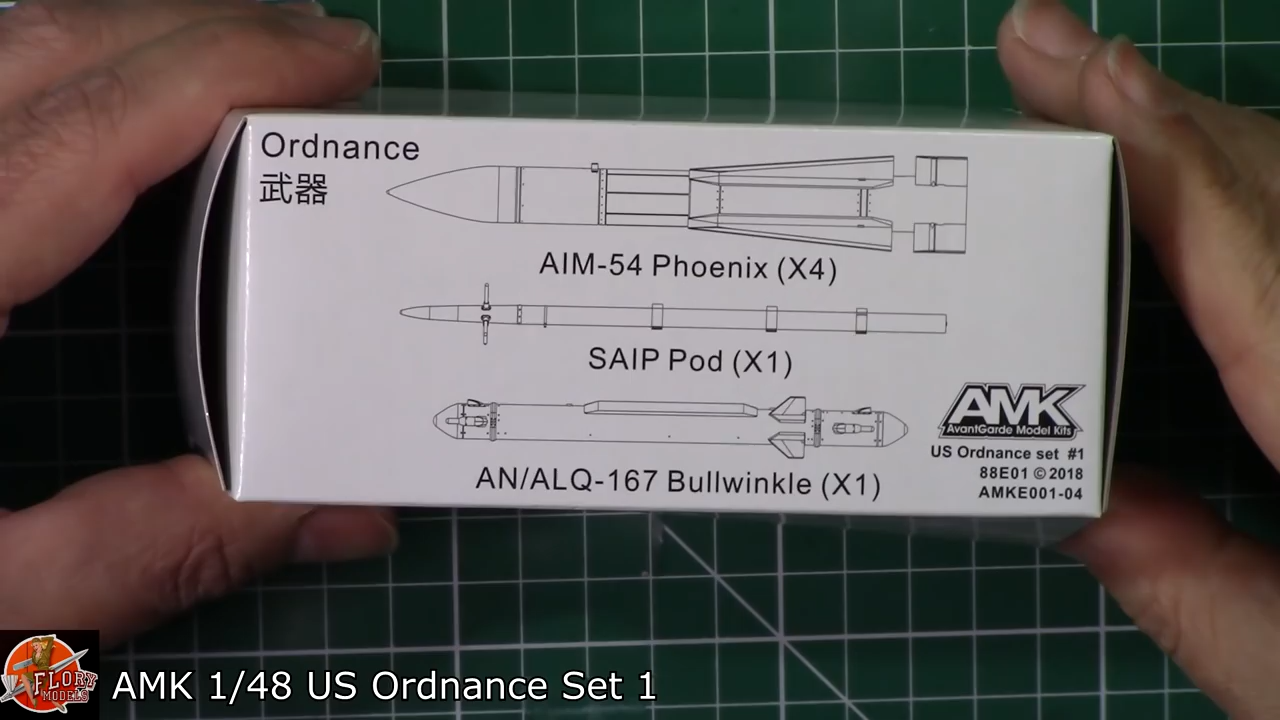 Ordnance
武器
AIM-54 Phoenix (X4)
SAIP Pod (X1)
AN/ALQ-167 Bullwinkle (X1)
AMK
AvantGarde Model Kits
US Ordnance set #1
88E01 ©2018
AMKE001-04
FLORY
MODELS
AMK 1/48 US Ordnance Set 1